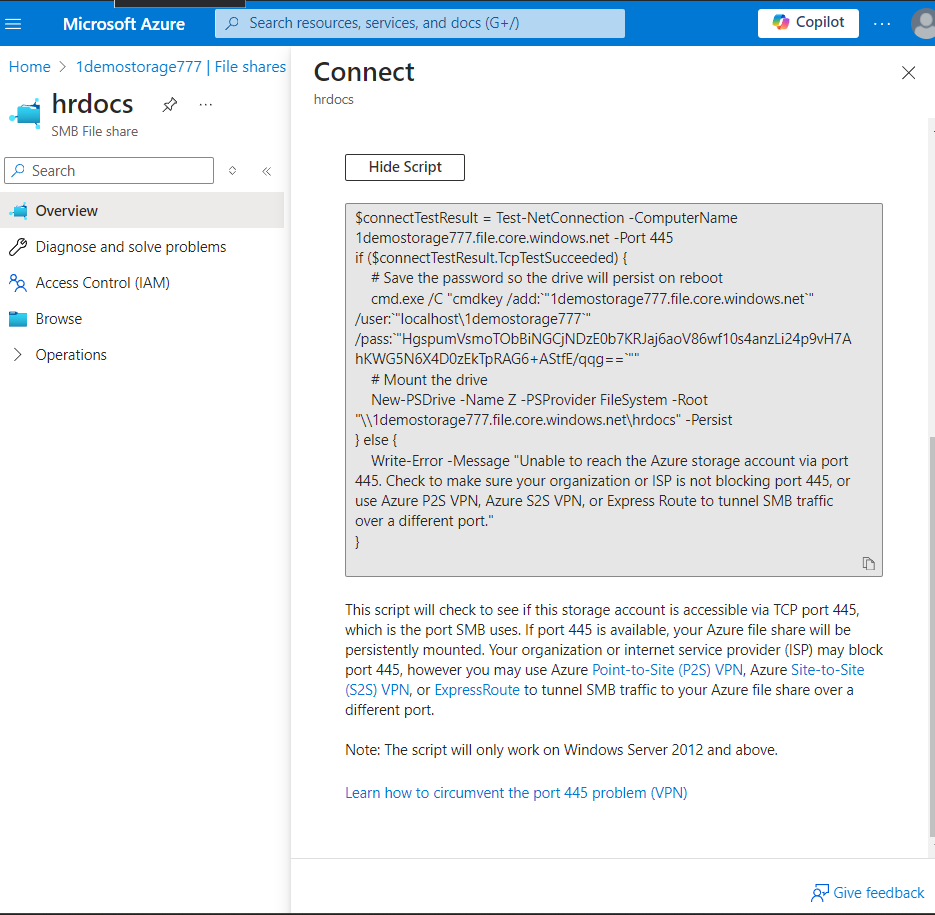 Microsoft Azure
Search resources, services, and docs (G+/)
Copilot
...
Home > 1demostorage777 | File shares
hrdocs
...
SMB File share
Search
Overview
Diagnose and solve problems
Access Control (IAM)
Browse
Operations
Connect
hrdocs
Hide Script
$connectTestResult = Test-NetConnection -ComputerName
1demostorage777.file.core.windows.net -Port 445
if ($connectTestResult.TcpTestSucceeded) {
# Save the password so the drive will persist on reboot
cmd.exe /C "cmdkey /add:`"1demostorage777.file.core.windows.net`"
/user:`"localhost\1demostorage777`"
/pass:`"HgspumVsmoTObBiNGCjNDzE0b7KRJaj6aoV86wf10s4anzLi24p9vH7A
hKWG5N6X4D0zEkTpRAG6+AStfE/qqg==`""
# Mount the drive
New-PSDrive -Name Z -PSProvider FileSystem -Root
"\\1demostorage777.file.core.windows.net\hrdocs" -Persist
} else {
Write-Error -Message "Unable to reach the Azure storage account via port
445. Check to make sure your organization or ISP is not blocking port 445, or
use Azure P2S VPN, Azure S2S VPN, or Express Route to tunnel SMB traffic
over a different port."
}
This script will check to see if this storage account is accessible via TCP port 445,
which is the port SMB uses. If port 445 is available, your Azure file share will be
persistently mounted. Your organization or internet service provider (ISP) may block
port 445, however you may use Azure Point-to-Site (P2S) VPN, Azure Site-to-Site
(S2S) VPN, or ExpressRoute to tunnel SMB traffic to your Azure file share over a
different port.
Note: The script will only work on Windows Server 2012 and above.
Learn how to circumvent the port 445 problem (VPN)
Give feedback